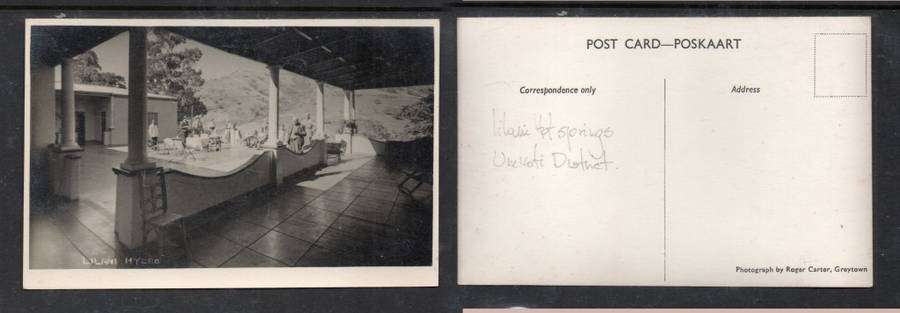 LILANI HYDRO
POST CARD—POSKAART
Correspondence only
Address
lilani Hot springs
Umvoti District.
Photograph by Roger Carter, Greytown